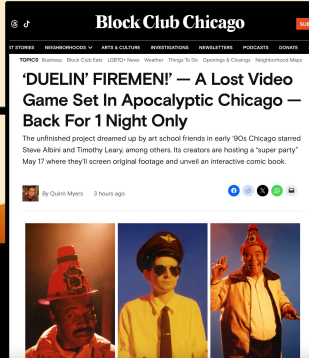 Block Club Chicago
SUB
ST STORIES NEIGHBORHOODS ARTS & CULTURE INVESTIGATIONS NEWSLETTERS PODCASTS DONATE
TOPICS Business Block Club Eats LGBTQ+ News Weather Things To Do Openings & Closings Neighborhood Maps
‘DUELIN’ FIREMEN!’ — A Lost Video
Game Set In Apocalyptic Chicago —
Back For 1 Night Only
The unfinished project dreamed up by art school friends in early ’90s Chicago starred
Steve Albini and Timothy Leary, among others. Its creators are hosting a “super party”
May 17 where they’ll screen original footage and unveil an interactive comic book.
By Quinn Myers 3 hours ago